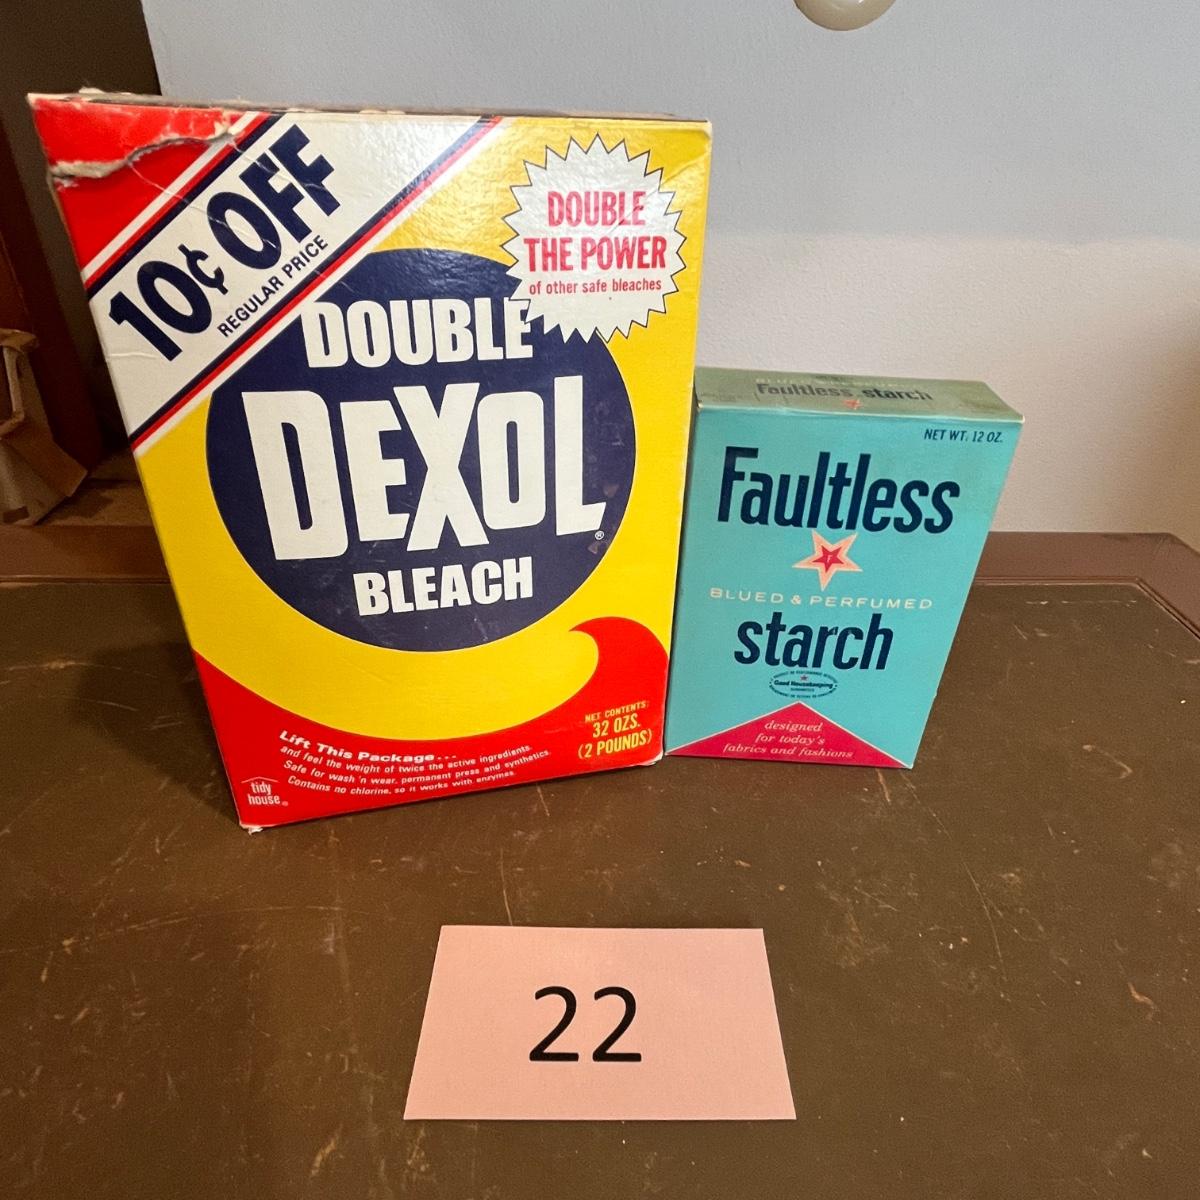 10¢ OFF
REGULAR PRICE
DOUBLE
THE POWER
of other safe bleaches
DOUBLE
DEXOL®
BLEACH
Lift This Package...
and feel the weight of twice the active ingredients.
Safe for wash 'n wear, permanent press and synthetics.
Contains no chlorine, so it works with enzymes.
NET CONTENTS:
32 OZS.
(2 POUNDS)
tidy
house®
Faultless starch
NET WT. 12 OZ.
Faultless
F
BLUED & PERFUMED
starch
Good Housekeeping
GUARANTEES
designed
for today's
fabrics and fashions
22